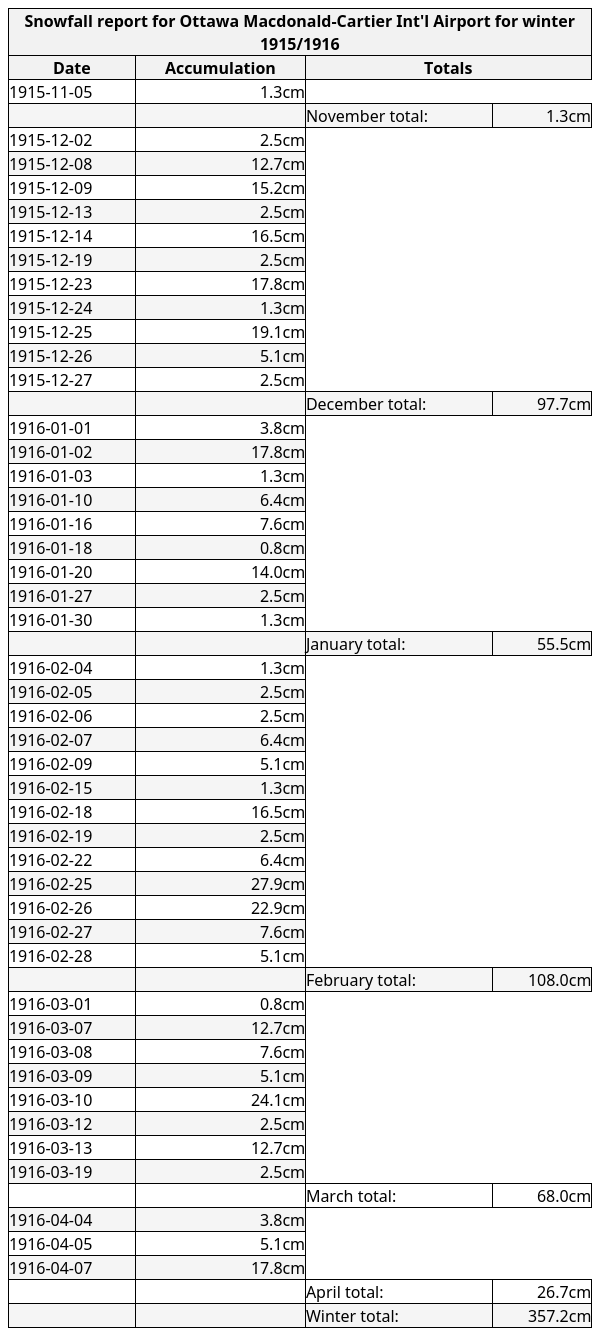 Snowfall report for Ottawa Macdonald-Cartier Int'l Airport for winter
1915/1916
Date Accumulation Totals
1915-11-05 1.3cm
November total: 1.3cm
1915-12-02 2.5cm
1915-12-08 12.7cm
1915-12-09 15.2cm
1915-12-13 2.5cm
1915-12-14 16.5cm
1915-12-19 2.5cm
1915-12-23 17.8cm
1915-12-24 1.3cm
1915-12-25 19.1cm
1915-12-26 5.1cm
1915-12-27 2.5cm
December total: 97.7cm
1916-01-01 3.8cm
1916-01-02 17.8cm
1916-01-03 1.3cm
1916-01-10 6.4cm
1916-01-16 7.6cm
1916-01-18 0.8cm
1916-01-20 14.0cm
1916-01-27 2.5cm
1916-01-30 1.3cm
January total: 55.5cm
1916-02-04 1.3cm
1916-02-05 2.5cm
1916-02-06 2.5cm
1916-02-07 6.4cm
1916-02-09 5.1cm
1916-02-15 1.3cm
1916-02-18 16.5cm
1916-02-19 2.5cm
1916-02-22 6.4cm
1916-02-25 27.9cm
1916-02-26 22.9cm
1916-02-27 7.6cm
1916-02-28 5.1cm
February total: 108.0cm
1916-03-01 0.8cm
1916-03-07 12.7cm
1916-03-08 7.6cm
1916-03-09 5.1cm
1916-03-10 24.1cm
1916-03-12 2.5cm
1916-03-13 12.7cm
1916-03-19 2.5cm
March total: 68.0cm
1916-04-04 3.8cm
1916-04-05 5.1cm
1916-04-07 17.8cm
April total: 26.7cm
Winter total: 357.2cm